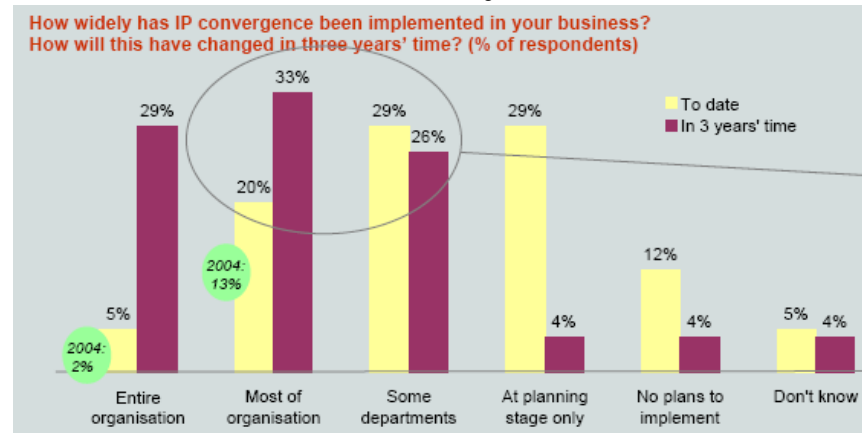 How widely has IP convergence been implemented in your business?
How will this have changed in three years' time? (% of respondents)
33%
29%
29%
29%
To date
In 3 years' time
26%
20%
2004:
13%
12%
5%
4%
4%
5%
4%
2004:
2%
Entire
organisation
Most of
organisation
Some
departments
At planning
stage only
No plans to
implement
Don't know